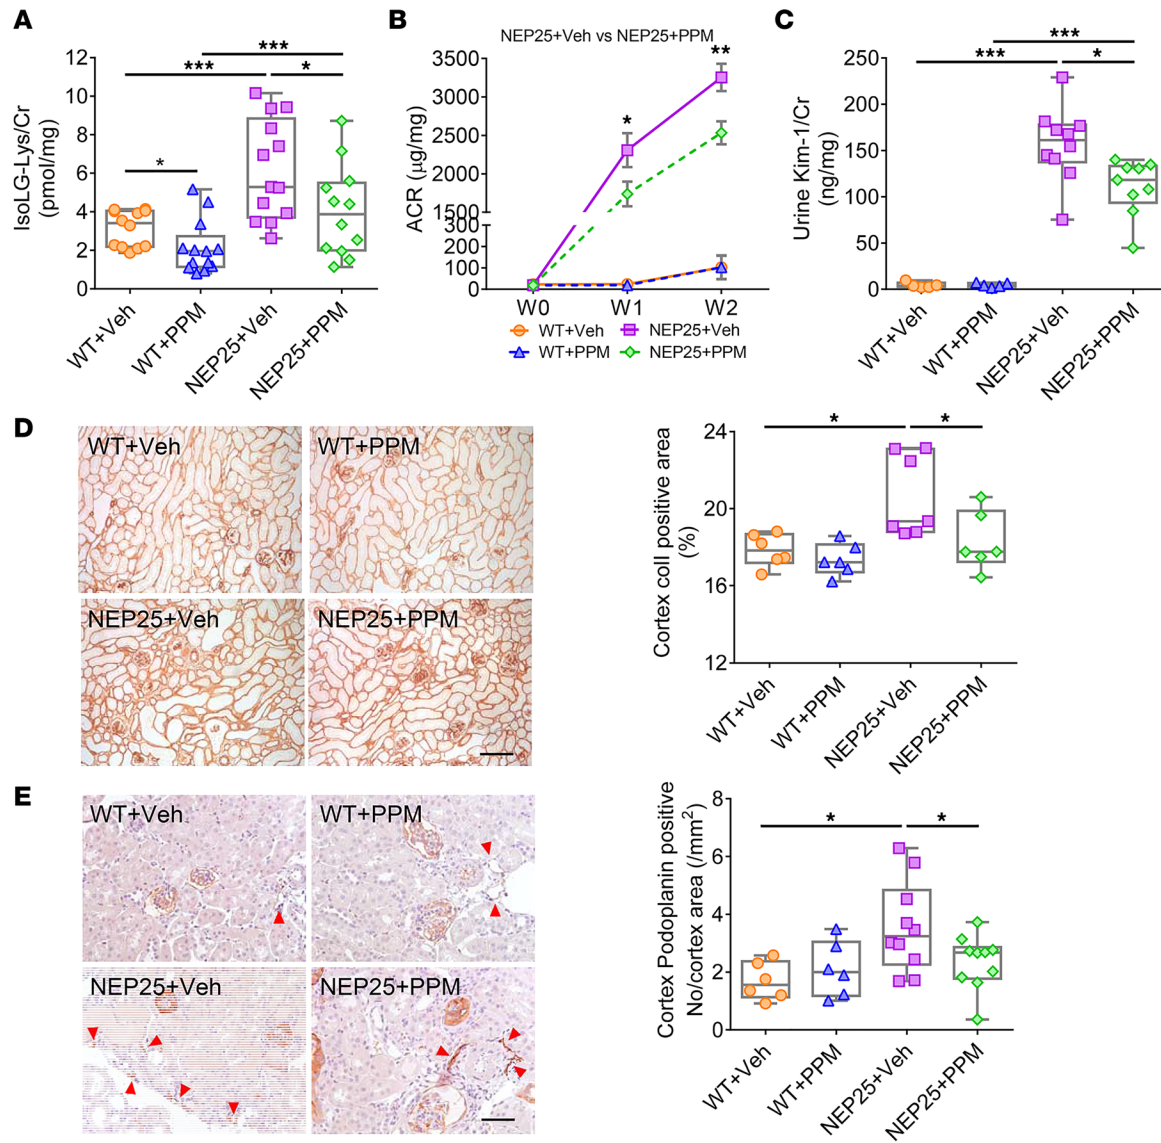 A
IsoLG-Lys/Cr
(pmol/mg)
12
10
8
6
4
2
0
***
***
*
*
WT+Veh
WT+PPM
NEP25+Veh
NEP25+PPM
B
NEP25+Veh vs NEP25+PPM
ACR (µg/mg)
3500
3000
2500
2000
1500
300
200
100
0
*
**
W0
W1
W2
WT+Veh
NEP25+Veh
WT+PPM
NEP25+PPM
C
Urine Kim-1/Cr
(ng/mg)
250
200
150
100
50
0
***
***
*
WT+Veh
WT+PPM
NEP25+Veh
NEP25+PPM
D
WT+Veh
WT+PPM
NEP25+Veh
NEP25+PPM
Cortex coll positive area
(%)
24
20
16
12
*
*
WT+Veh
WT+PPM
NEP25+Veh
NEP25+PPM
E
WT+Veh
WT+PPM
NEP25+Veh
NEP25+PPM
Cortex Podoplanin positive
No/cortex area (/mm²)
8
6
4
2
0
*
*
WT+Veh
WT+PPM
NEP25+Veh
NEP25+PPM